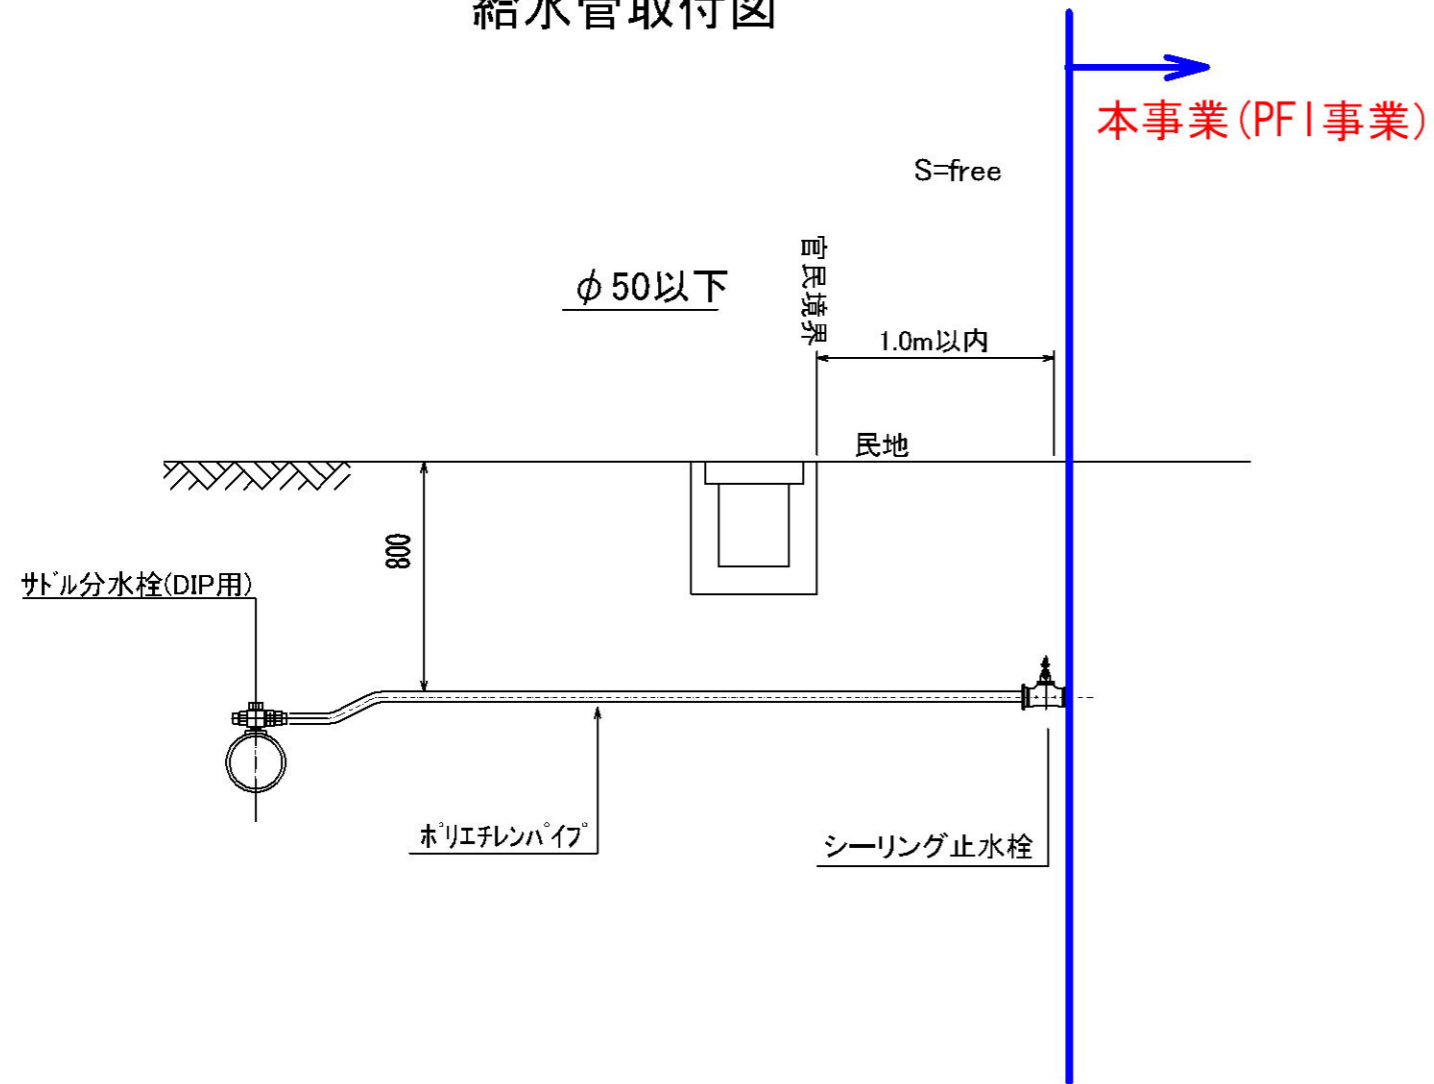 給水管取付図
本事業(PFI事業)
S=free
官民境界
φ50以下
1.0m以内
民地
800
ｻﾄﾞﾙ分水栓(DIP用)
ﾎﾟﾘｴﾁﾚﾝﾊﾟｲﾌﾟ
シーリング止水栓